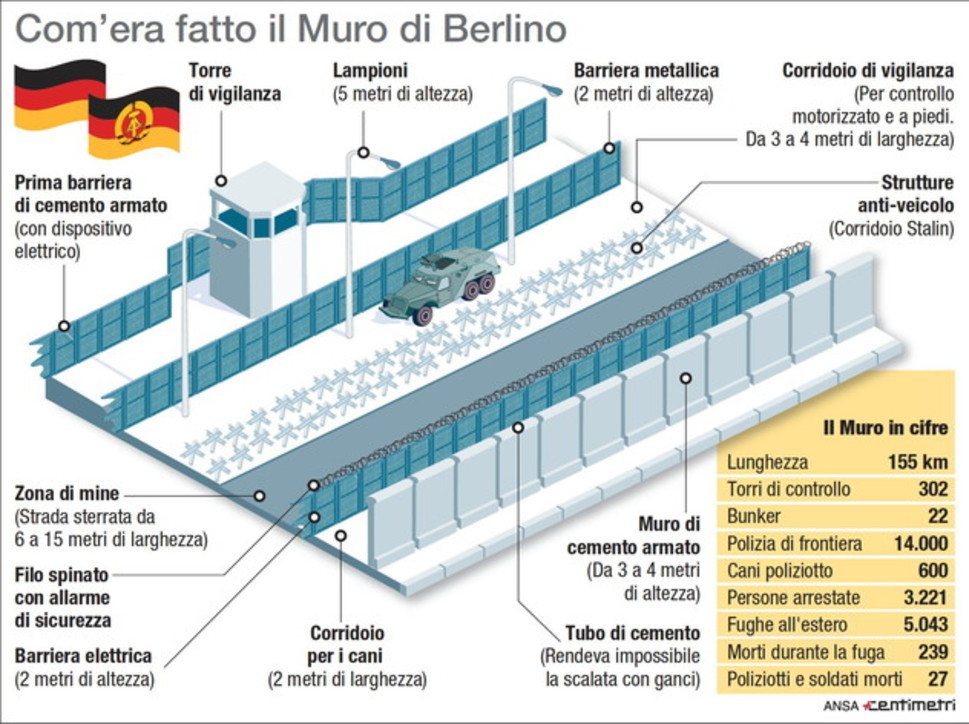 Com'era fatto il Muro di Berlino
Torre
di vigilanza
Lampioni
(5 metri di altezza)
Barriera metallica
(2 metri di altezza)
Corridoio di vigilanza
(Per controllo
motorizzato e a piedi.
Da 3 a 4 metri di larghezza)
Prima barriera
di cemento armato
(con dispositivo
elettrico)
Strutture
anti-veicolo
(Corridoio Stalin)
Zona di mine
(Strada sterrata da
6 a 15 metri di larghezza)
Filo spinato
con allarme
di sicurezza
Barriera elettrica
(2 metri di altezza)
Corridoio
per i cani
(2 metri di larghezza)
Muro di
cemento armato
(Da 3 a 4 metri
di altezza)
Tubo di cemento
(Rendeva impossibile
la scalata con ganci)
Il Muro in cifre
Lunghezza 155 km
Torri di controllo 302
Bunker 22
Polizia di frontiera 14.000
Cani poliziotto 600
Persone arrestate 3.221
Fughe all'estero 5.043
Morti durante la fuga 239
Poliziotti e soldati morti 27
ANSA centimetri